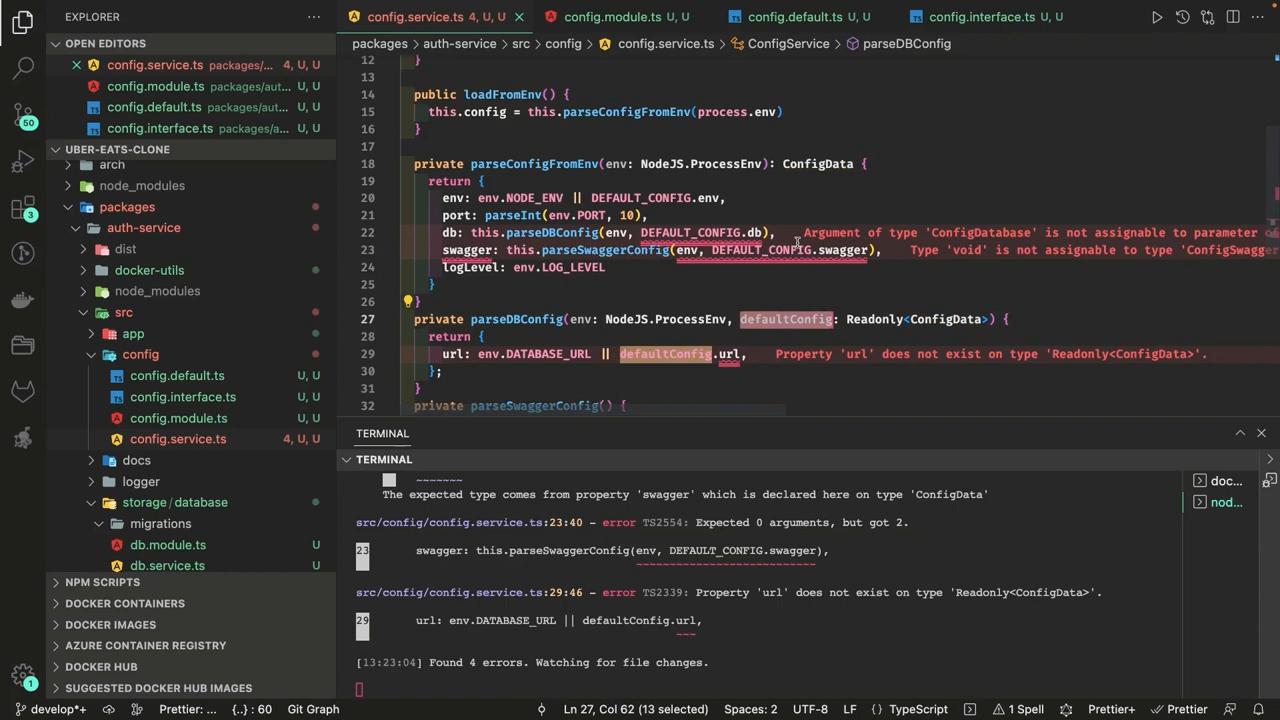 EXPLORER
OPEN EDITORS
config.service.ts packages/... 4, U
config.module.ts packages/aut... U
config.default.ts packages/aut... U
config.interface.ts packages/a... U
UBER-EATS-CLONE
arch
node_modules
packages
auth-service
dist
docker-utils
node_modules
src
app
config
config.default.ts U, U
config.interface.ts U, U
config.module.ts U, U
config.service.ts 4, U, U
docs
logger
storage/database
migrations
db.module.ts U
db.service.ts U
NPM SCRIPTS
DOCKER CONTAINERS
DOCKER IMAGES
AZURE CONTAINER REGISTRY
DOCKER HUB
SUGGESTED DOCKER HUB IMAGES
50
3
1
config.service.ts 4, U, U
config.module.ts U, U
config.default.ts U, U
config.interface.ts U, U
packages > auth-service > src > config > config.service.ts > ConfigService > parseDBConfig
12 }
13
14 public loadFromEnv() {
15 this.config = this.parseConfigFromEnv(process.env)
16 }
17
18 private parseConfigFromEnv(env: NodeJS.ProcessEnv): ConfigData {
19 return {
20 env: env.NODE_ENV || DEFAULT_CONFIG.env,
21 port: parseInt(env.PORT, 10),
22 db: this.parseDBConfig(env, DEFAULT_CONFIG.db), Argument of type 'ConfigDatabase' is not assignable to parameter of
23 swagger: this.parseSwaggerConfig(env, DEFAULT_CONFIG.swagger), Type 'void' is not assignable to type 'ConfigSwagger
24 logLevel: env.LOG_LEVEL
25 }
26 }
27 private parseDBConfig(env: NodeJS.ProcessEnv, defaultConfig: Readonly<ConfigData>) {
28 return {
29 url: env.DATABASE_URL || defaultConfig.url, Property 'url' does not exist on type 'Readonly<ConfigData>'.
30 };
31 }
32 private parseSwaggerConfig() {
TERMINAL
TERMINAL
~~~~~~~
The expected type comes from property 'swagger' which is declared here on type 'ConfigData'
src/config/config.service.ts:23:40 - error TS2554: Expected 0 arguments, but got 2.
23 swagger: this.parseSwaggerConfig(env, DEFAULT_CONFIG.swagger),
~~~~~~~~~~~~~~~~~~~~~~~~~~~
src/config/config.service.ts:29:46 - error TS2339: Property 'url' does not exist on type 'Readonly<ConfigData>'.
29 url: env.DATABASE_URL || defaultConfig.url,
~~~
[13:23:04] Found 4 errors. Watching for file changes.
doc...
nod...
develop*+ Prettier: ... {..} : 60 Git Graph Ln 27, Col 62 (13 selected) Spaces: 2 UTF-8 LF TypeScript 1 Spell Prettier+ Prettier